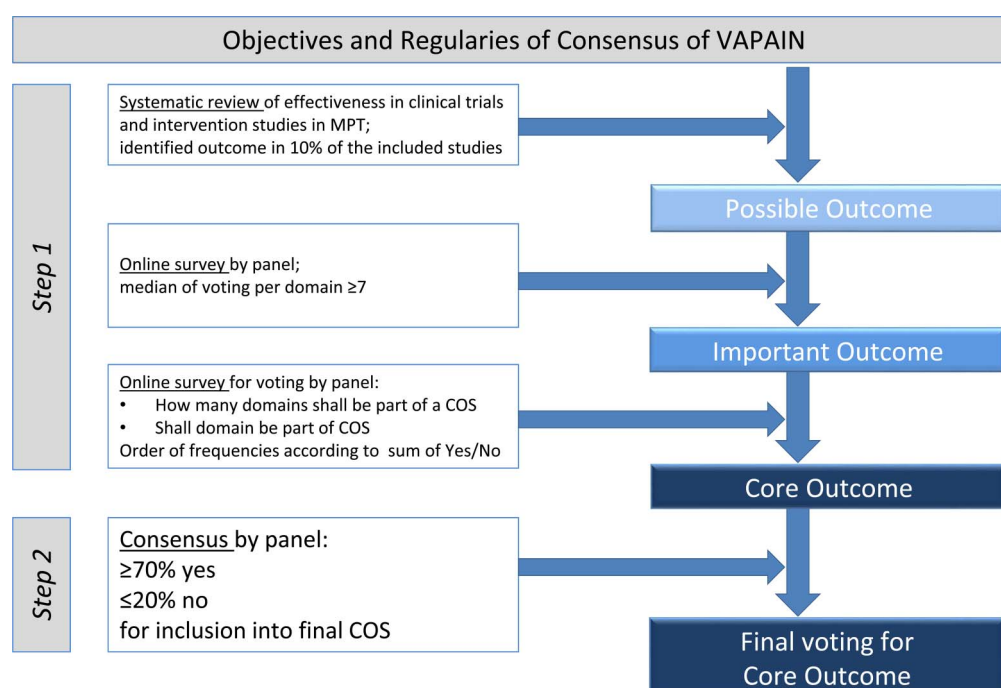 Objectives and Regularies of Consensus of VAPAIN
Step 1
Systematic review of effectiveness in clinical trials
and intervention studies in MPT;
identified outcome in 10% of the included studies
Possible Outcome
Online survey by panel;
median of voting per domain ≥7
Important Outcome
Online survey for voting by panel:
• How many domains shall be part of a COS
• Shall domain be part of COS
Order of frequencies according to sum of Yes/No
Core Outcome
Step 2
Consensus by panel:
≥70% yes
≤20% no
for inclusion into final COS
Final voting for
Core Outcome